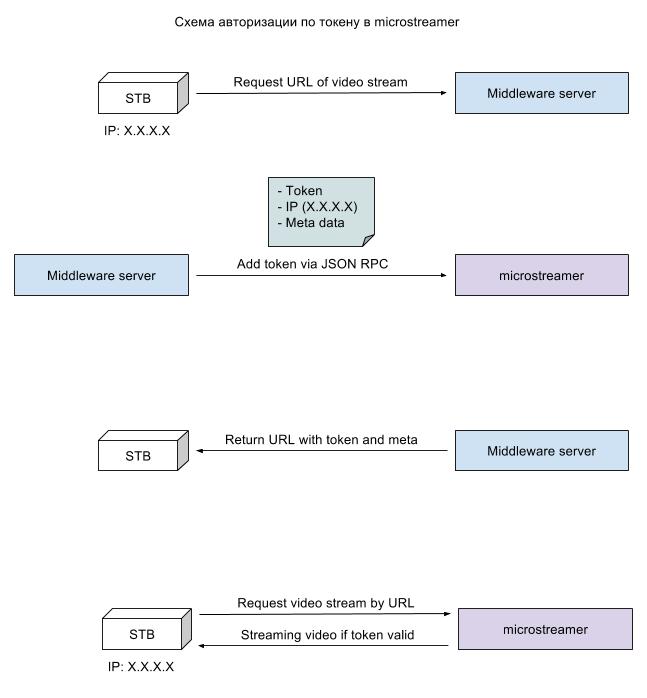 Схема авторизации по токену в microstreamer
STB
Request URL of video stream
Middleware server
IP: X.X.X.X
- Token
- IP (X.X.X.X)
- Meta data
Middleware server
Add token via JSON RPC
microstreamer
STB
Return URL with token and meta
Middleware server
STB
Request video stream by URL
Streaming video if token valid
microstreamer
IP: X.X.X.X